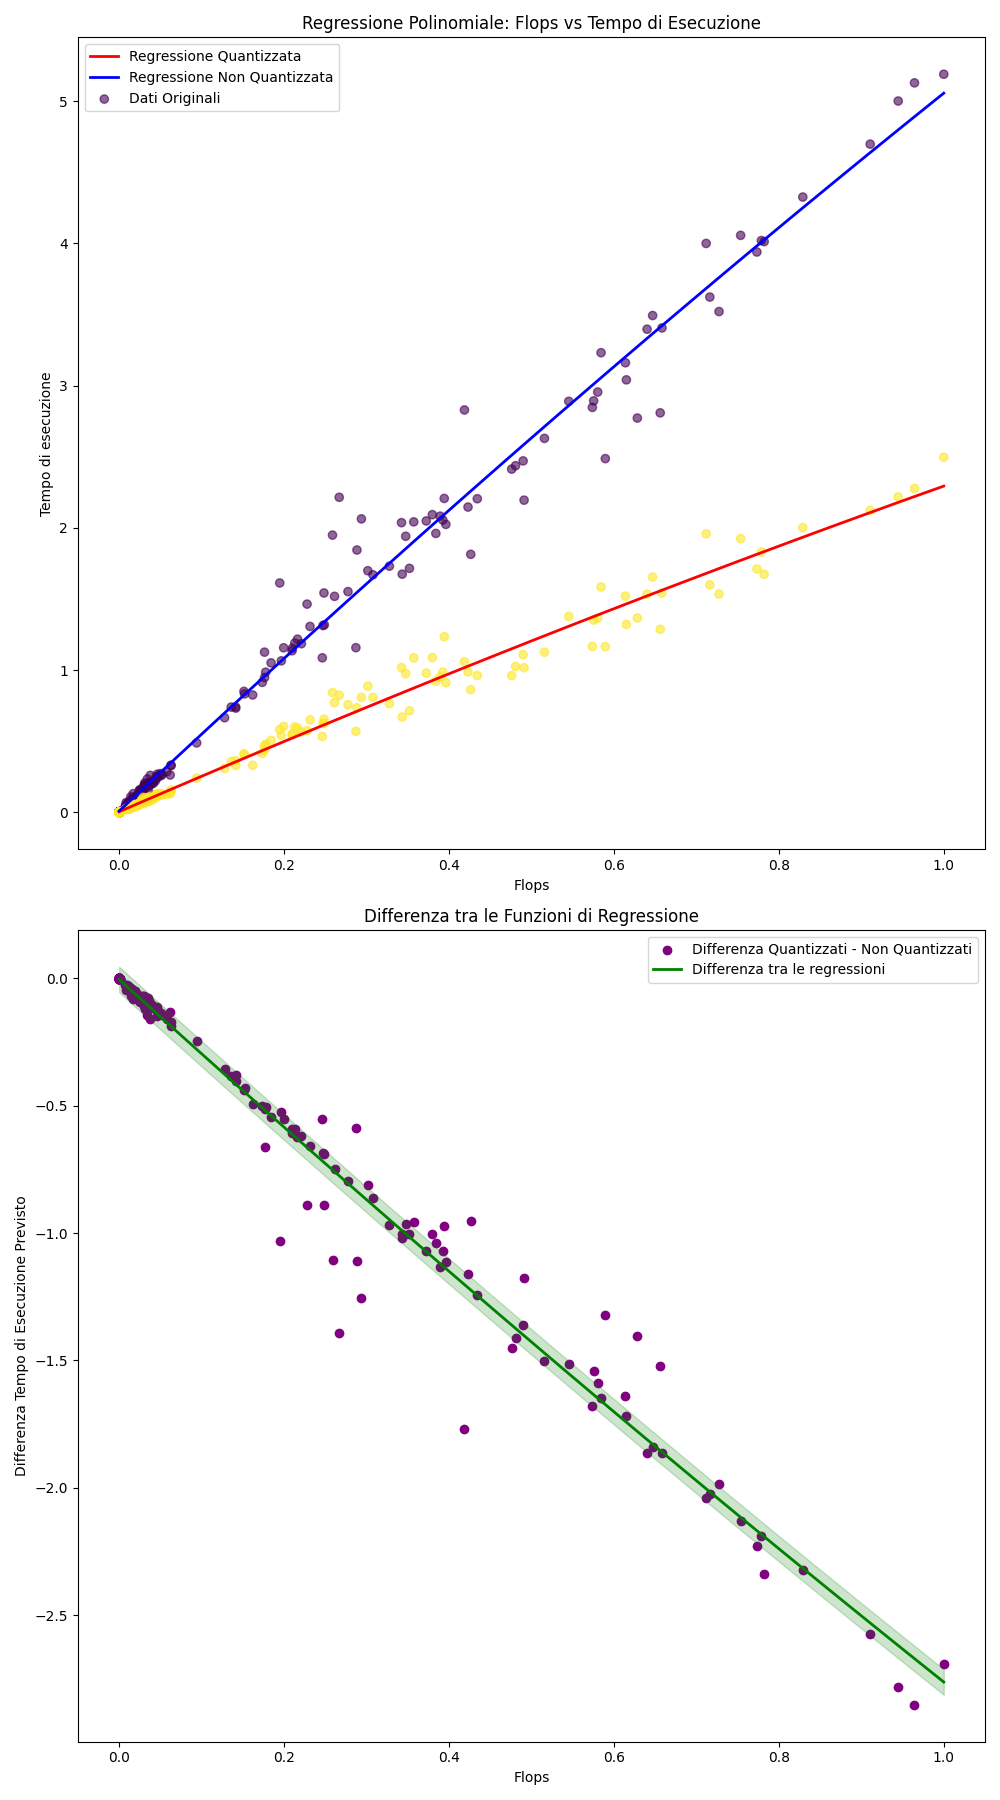 Regressione Polinomiale: Flops vs Tempo di Esecuzione
Regressione Quantizzata
Regressione Non Quantizzata
Dati Originali
Tempo di esecuzione
5
4
3
2
1
0
0.0 0.2 0.4 0.6 0.8 1.0
Flops
Differenza tra le Funzioni di Regressione
Differenza Quantizzati - Non Quantizzati
Differenza tra le regressioni
Differenza Tempo di Esecuzione Previsto
0.0
−0.5
−1.0
−1.5
−2.0
−2.5
0.0 0.2 0.4 0.6 0.8 1.0
Flops